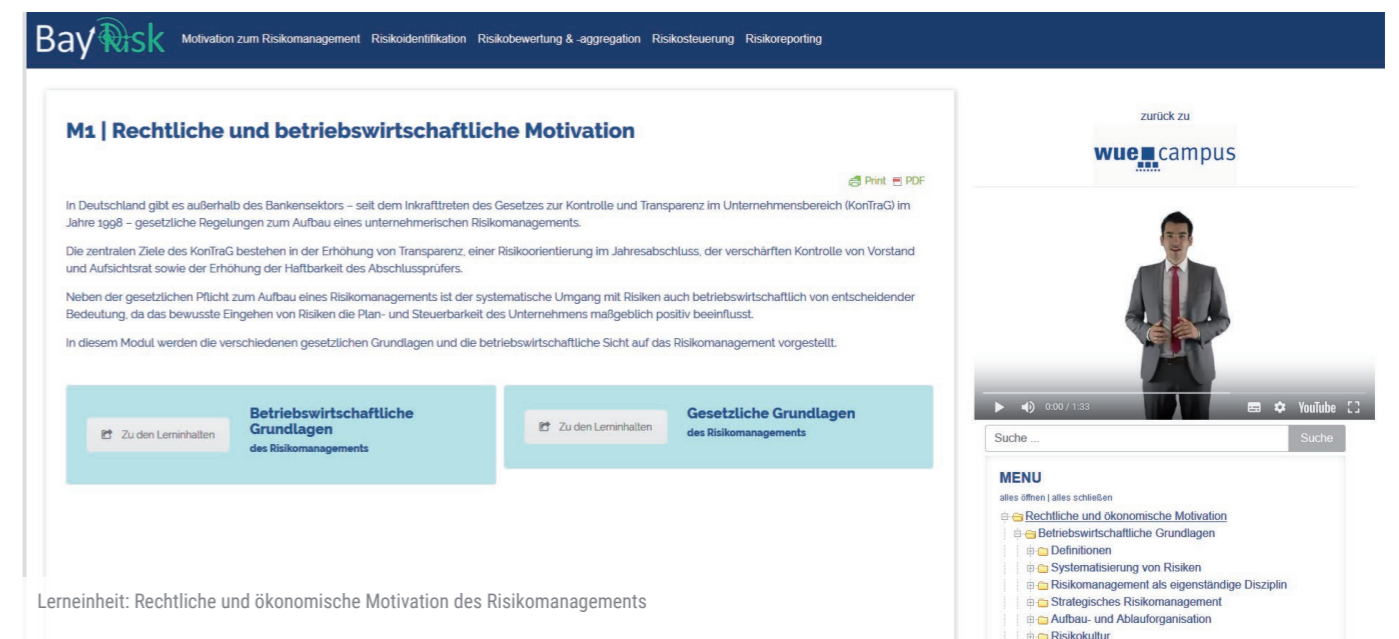 BayRisk
Motivation zum Risikomanagement Risikoidentifikation Risikobewertung & -aggregation Risikosteuerung Risikoreporting
M1 | Rechtliche und betriebswirtschaftliche Motivation
Print PDF
In Deutschland gibt es außerhalb des Bankensektors – seit dem Inkrafttreten des Gesetzes zur Kontrolle und Transparenz im Unternehmensbereich (KonTraG) im
Jahre 1998 – gesetzliche Regelungen zum Aufbau eines unternehmerischen Risikomanagements.
Die zentralen Ziele des KonTraG bestehen in der Erhöhung von Transparenz, einer Risikoorientierung im Jahresabschluss, der verschärften Kontrolle von Vorstand
und Aufsichtsrat sowie der Erhöhung der Haftbarkeit des Abschlussprüfers.
Neben der gesetzlichen Pflicht zum Aufbau eines Risikomanagements ist der systematische Umgang mit Risiken auch betriebswirtschaftlich von entscheidender
Bedeutung, da das bewusste Eingehen von Risiken die Plan- und Steuerbarkeit des Unternehmens maßgeblich positiv beeinflusst.
In diesem Modul werden die verschiedenen gesetzlichen Grundlagen und die betriebswirtschaftliche Sicht auf das Risikomanagement vorgestellt.
Zu den Lerninhalten
Betriebswirtschaftliche
Grundlagen
des Risikomanagements
Zu den Lerninhalten
Gesetzliche Grundlagen
des Risikomanagements
zurück zu
wuecampus
0:00 / 1:33
YouTube
Suche ...
Suche
MENU
alles öffnen | alles schließen
Rechtliche und ökonomische Motivation
Betriebswirtschaftliche Grundlagen
Definitionen
Systematisierung von Risiken
Risikomanagement als eigenständige Disziplin
Strategisches Risikomanagement
Aufbau- und Ablauforganisation
Risikokultur
Lerneinheit: Rechtliche und ökonomische Motivation des Risikomanagements